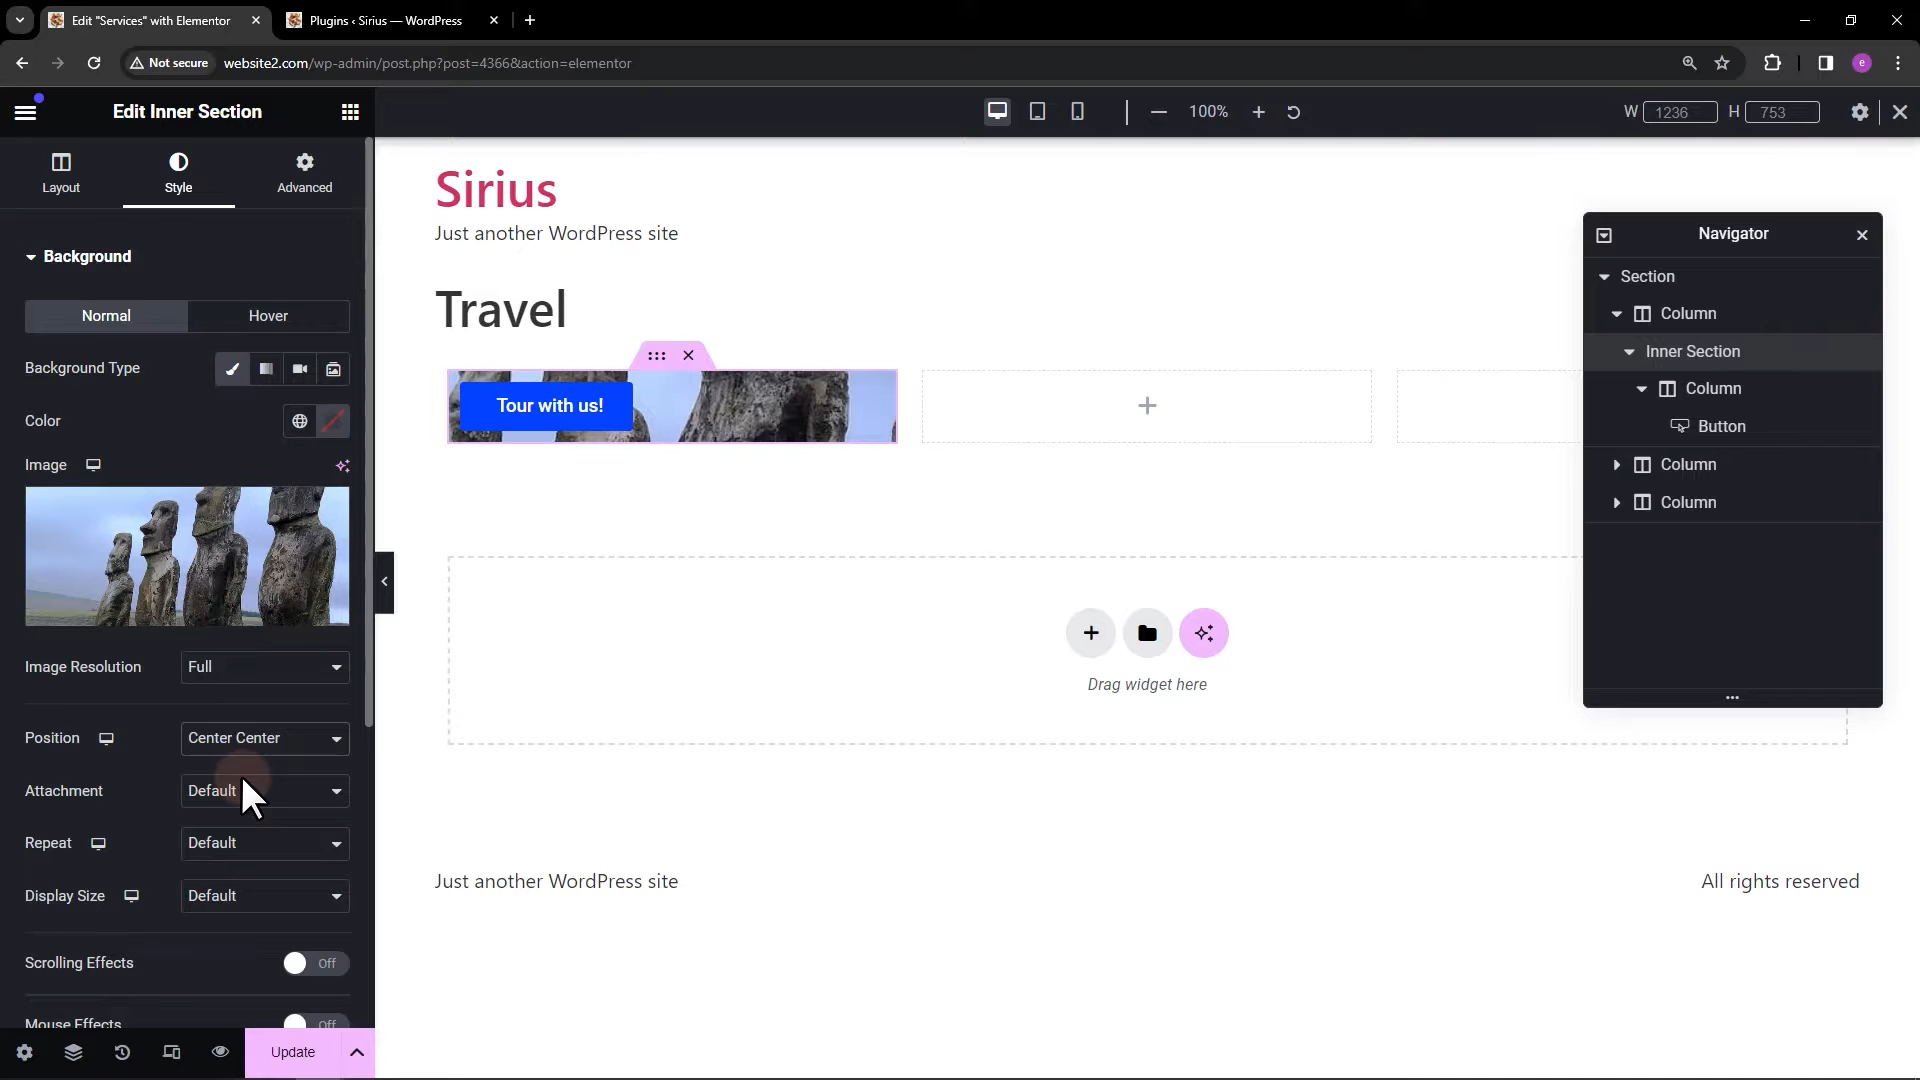 Edit "Services" with Elementor
Plugins ‹ Sirius — WordPress
Not secure
website2.com/wp-admin/post.php?post=4366&action=elementor
e
Edit Inner Section
100%
W 1236 H 753
Layout
Style
Advanced
Background
Normal
Hover
Background Type
Color
Image
Image Resolution
Full
Position
Center Center
Attachment
Default
Repeat
Default
Display Size
Default
Scrolling Effects
Off
Mouse Effects
Off
Update
Sirius
Just another WordPress site
Travel
Tour with us!
Drag widget here
Just another WordPress site
All rights reserved
Navigator
Section
Column
Inner Section
Column
Button
Column
Column